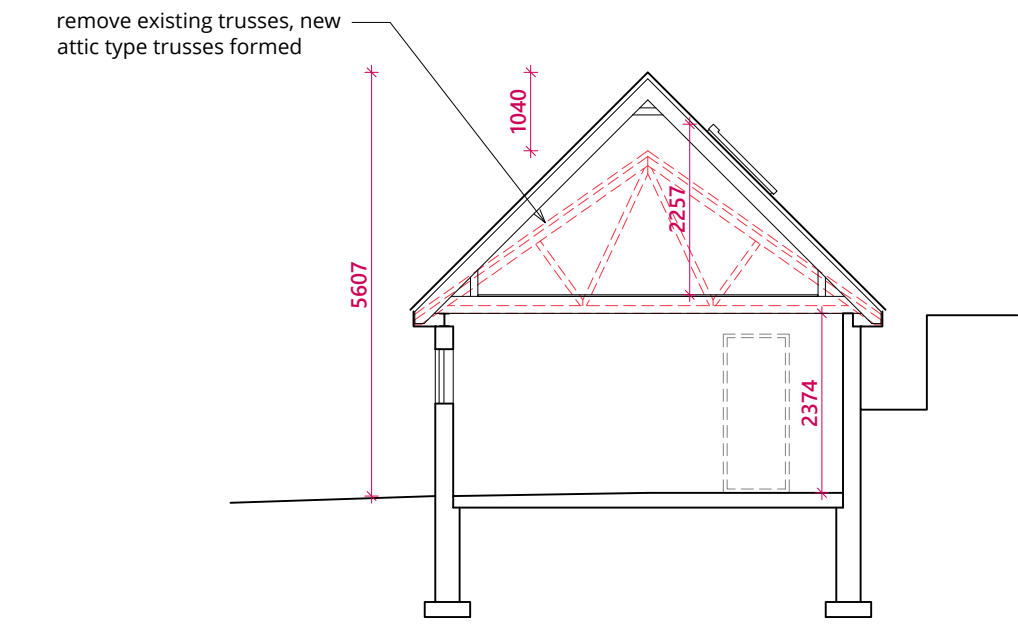 remove existing trusses, new
attic type trusses formed
1040
2257
5607
2374